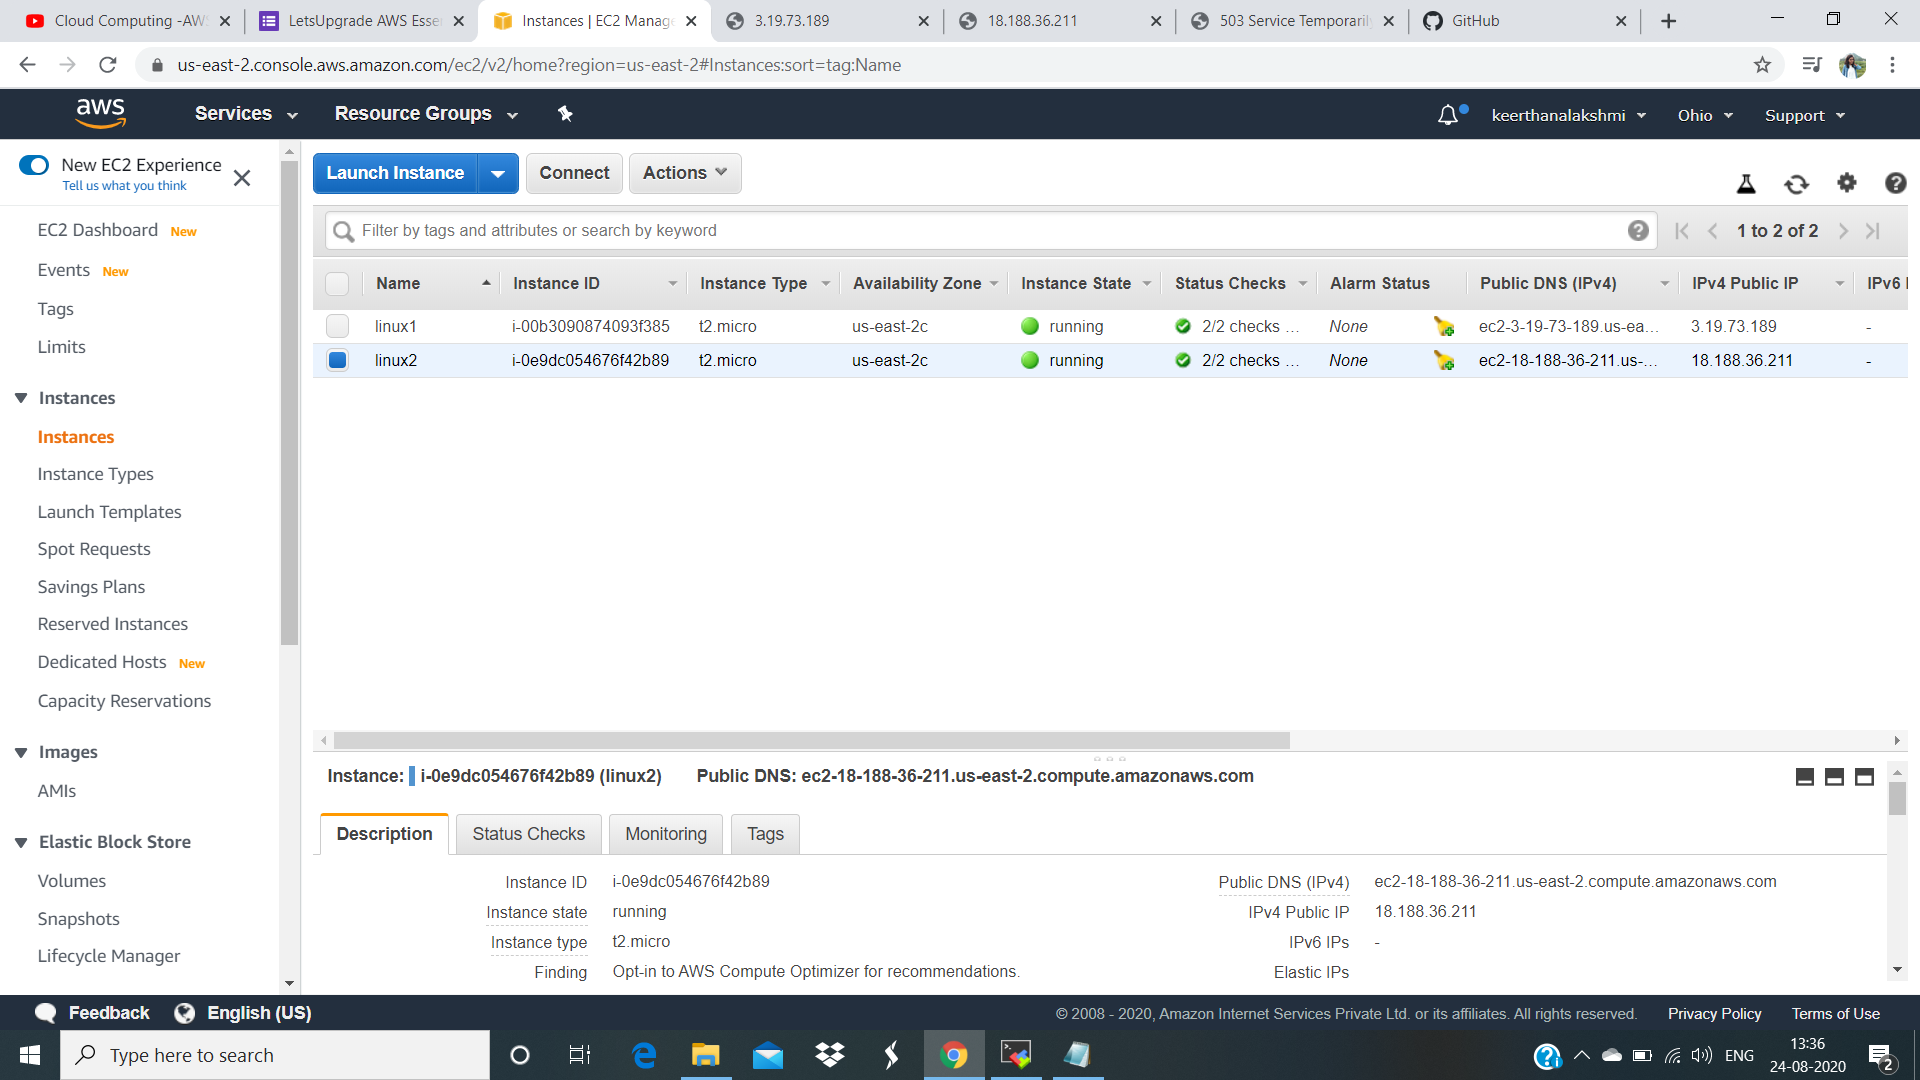 Cloud Computing -AW
LetsUpgrade AWS Esse
Instances | EC2 Manag
3.19.73.189
18.188.36.211
503 Service Temporaril
GitHub
us-east-2.console.aws.amazon.com/ec2/v2/home?region=us-east-2#Instances:sort=tag:Name
aws
Services
Resource Groups
keerthanalakshmi
Ohio
Support
New EC2 Experience
Tell us what you think
EC2 Dashboard New
Events New
Tags
Limits
Instances
Instances
Instance Types
Launch Templates
Spot Requests
Savings Plans
Reserved Instances
Dedicated Hosts New
Capacity Reservations
Images
AMIs
Elastic Block Store
Volumes
Snapshots
Lifecycle Manager
Launch Instance
Connect
Actions
Filter by tags and attributes or search by keyword
1 to 2 of 2
Name Instance ID Instance Type Availability Zone Instance State Status Checks Alarm Status Public DNS (IPv4) IPv4 Public IP IPv6 I
linux1 i-00b3090874093f385 t2.micro us-east-2c running 2/2 checks ... None ec2-3-19-73-189.us-ea... 3.19.73.189 -
linux2 i-0e9dc054676f42b89 t2.micro us-east-2c running 2/2 checks ... None ec2-18-188-36-211.us-... 18.188.36.211 -
Instance: i-0e9dc054676f42b89 (linux2) Public DNS: ec2-18-188-36-211.us-east-2.compute.amazonaws.com
Description
Status Checks
Monitoring
Tags
Instance ID i-0e9dc054676f42b89
Instance state running
Instance type t2.micro
Finding Opt-in to AWS Compute Optimizer for recommendations.
Public DNS (IPv4) ec2-18-188-36-211.us-east-2.compute.amazonaws.com
IPv4 Public IP 18.188.36.211
IPv6 IPs -
Elastic IPs
Feedback
English (US)
© 2008 - 2020, Amazon Internet Services Private Ltd. or its affiliates. All rights reserved.
Privacy Policy
Terms of Use
Type here to search
ENG
13:36
24-08-2020
2